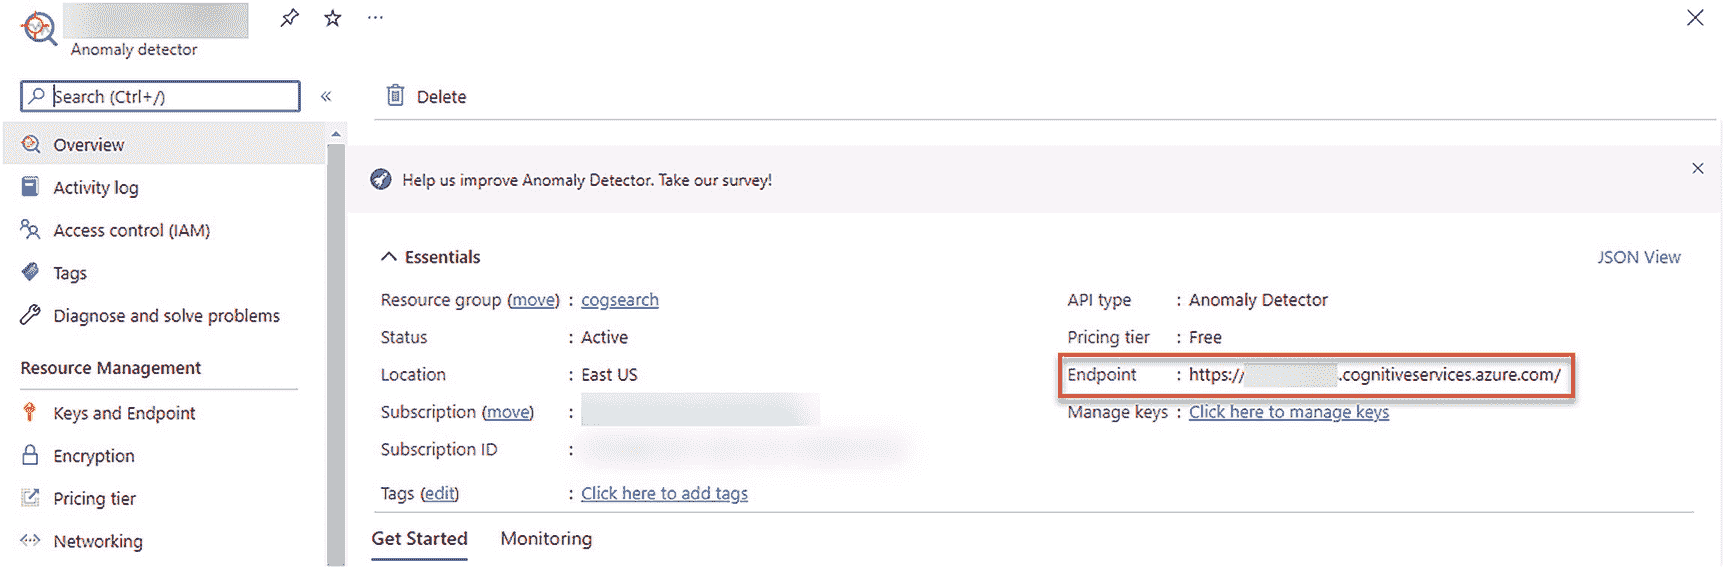 Anomaly detector
Search (Ctrl+/)
«
Delete
Overview
Activity log
Access control (IAM)
Tags
Diagnose and solve problems
Resource Management
Keys and Endpoint
Encryption
Pricing tier
Networking
Help us improve Anomaly Detector. Take our survey!
Essentials
JSON View
Resource group (move) : cogsearch
Status : Active
Location : East US
Subscription (move) :
Subscription ID :
Tags (edit) : Click here to add tags
API type : Anomaly Detector
Pricing tier : Free
Endpoint : https:// .cognitiveservices.azure.com/
Manage keys : Click here to manage keys
Get Started Monitoring